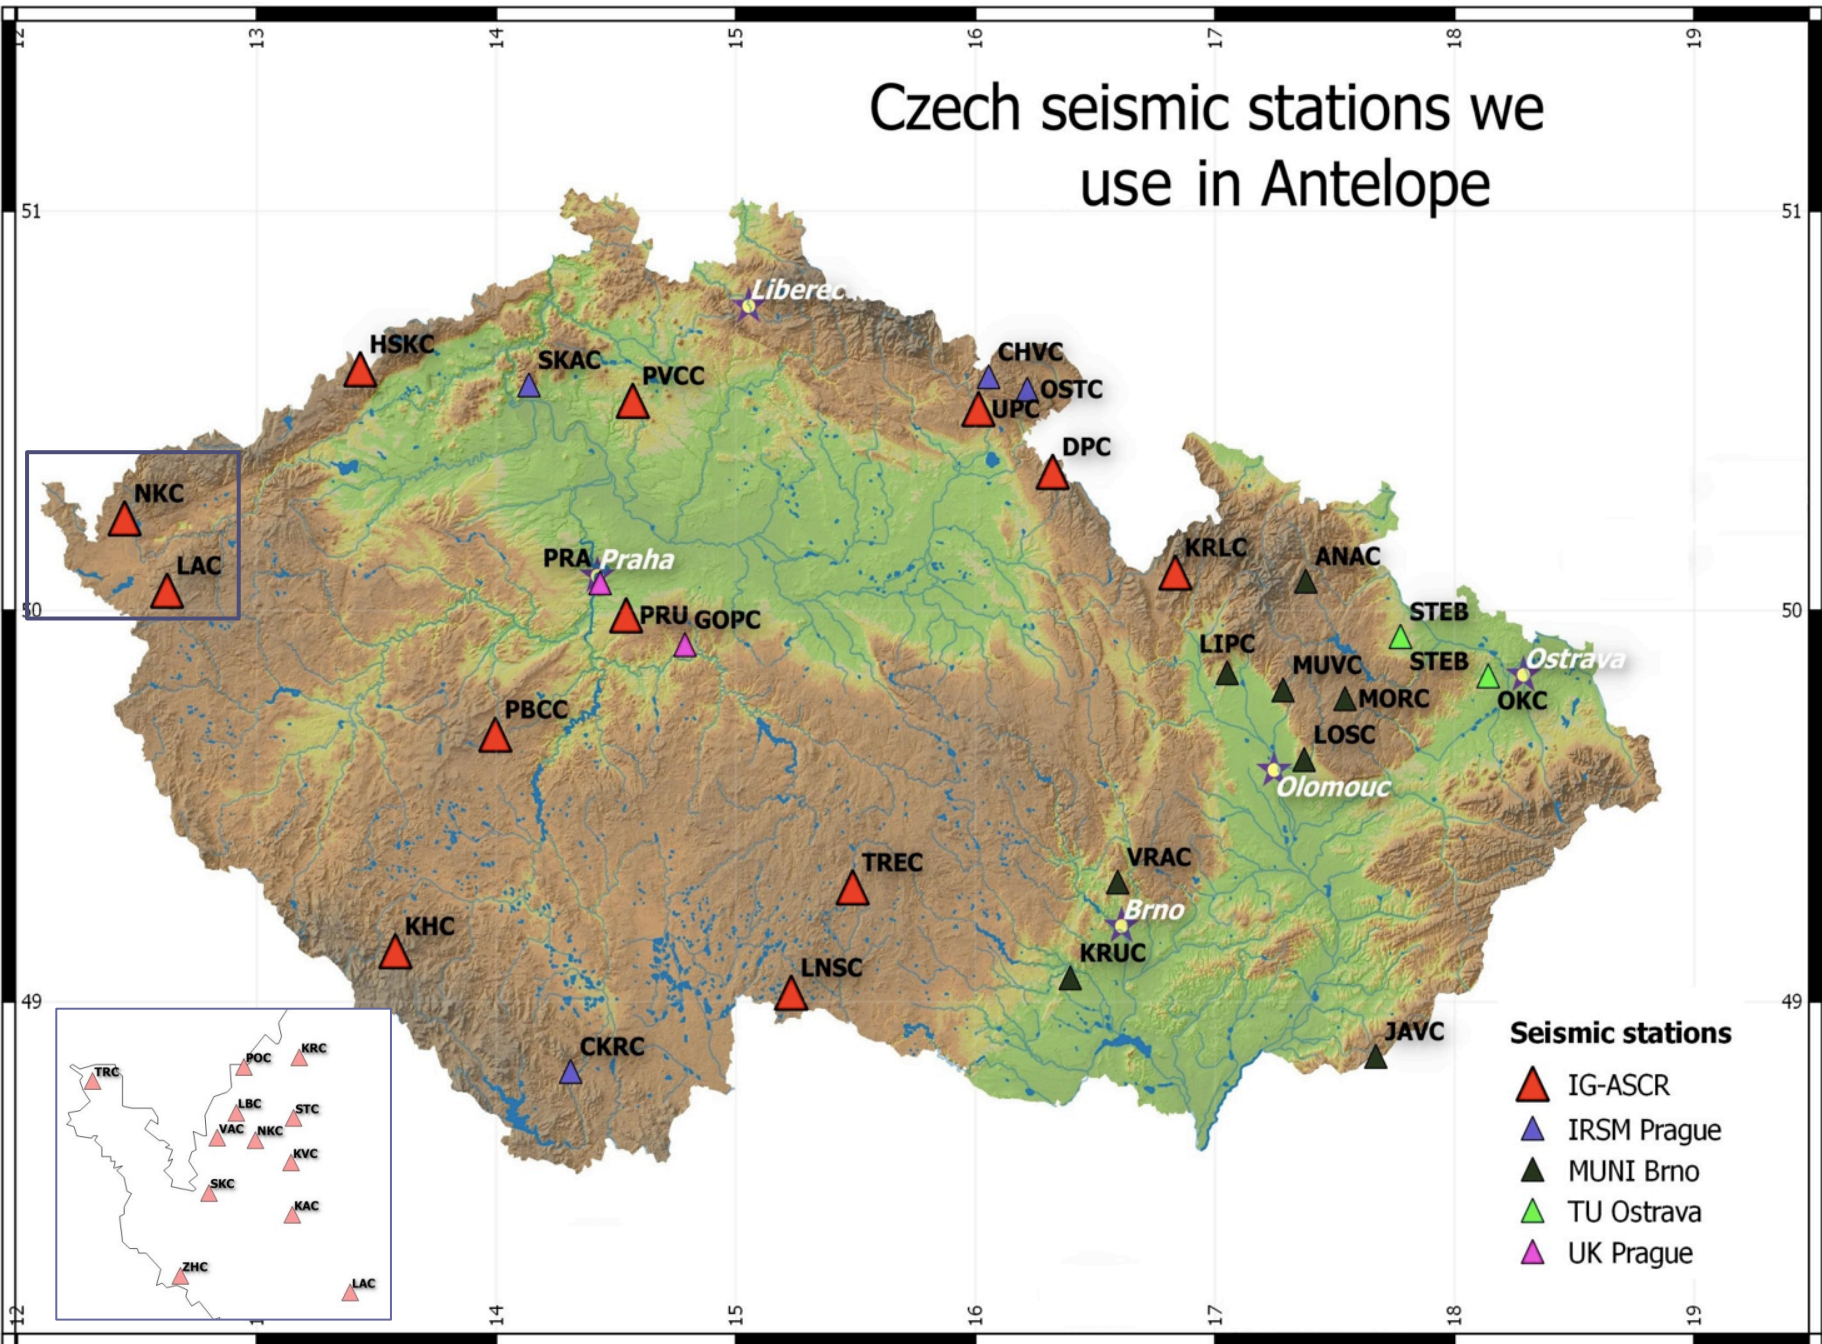 12
13
14
15
16
17
18
19
Czech seismic stations we
use in Antelope
51
51
Liberec
HSKC
SKAC
PVCC
CHVC
OSTC
UPC
DPC
NKC
LAC
PRA
Praha
KRLC
ANAC
50
50
PRU
GOPC
STEB
LIPC
MUVC
STEB
Ostrava
MORC
OKC
PBCC
LOSC
Olomouc
TREC
VRAC
Brno
KHC
KRUC
LNSC
49
49
CKRC
JAVC
Seismic stations
IG-ASCR
IRSM Prague
MUNI Brno
TU Ostrava
UK Prague
POC
KRC
TRC
LBC
STC
VAC
NKC
KVC
SKC
KAC
ZHC
LAC
12
13
14
15
16
17
18
19